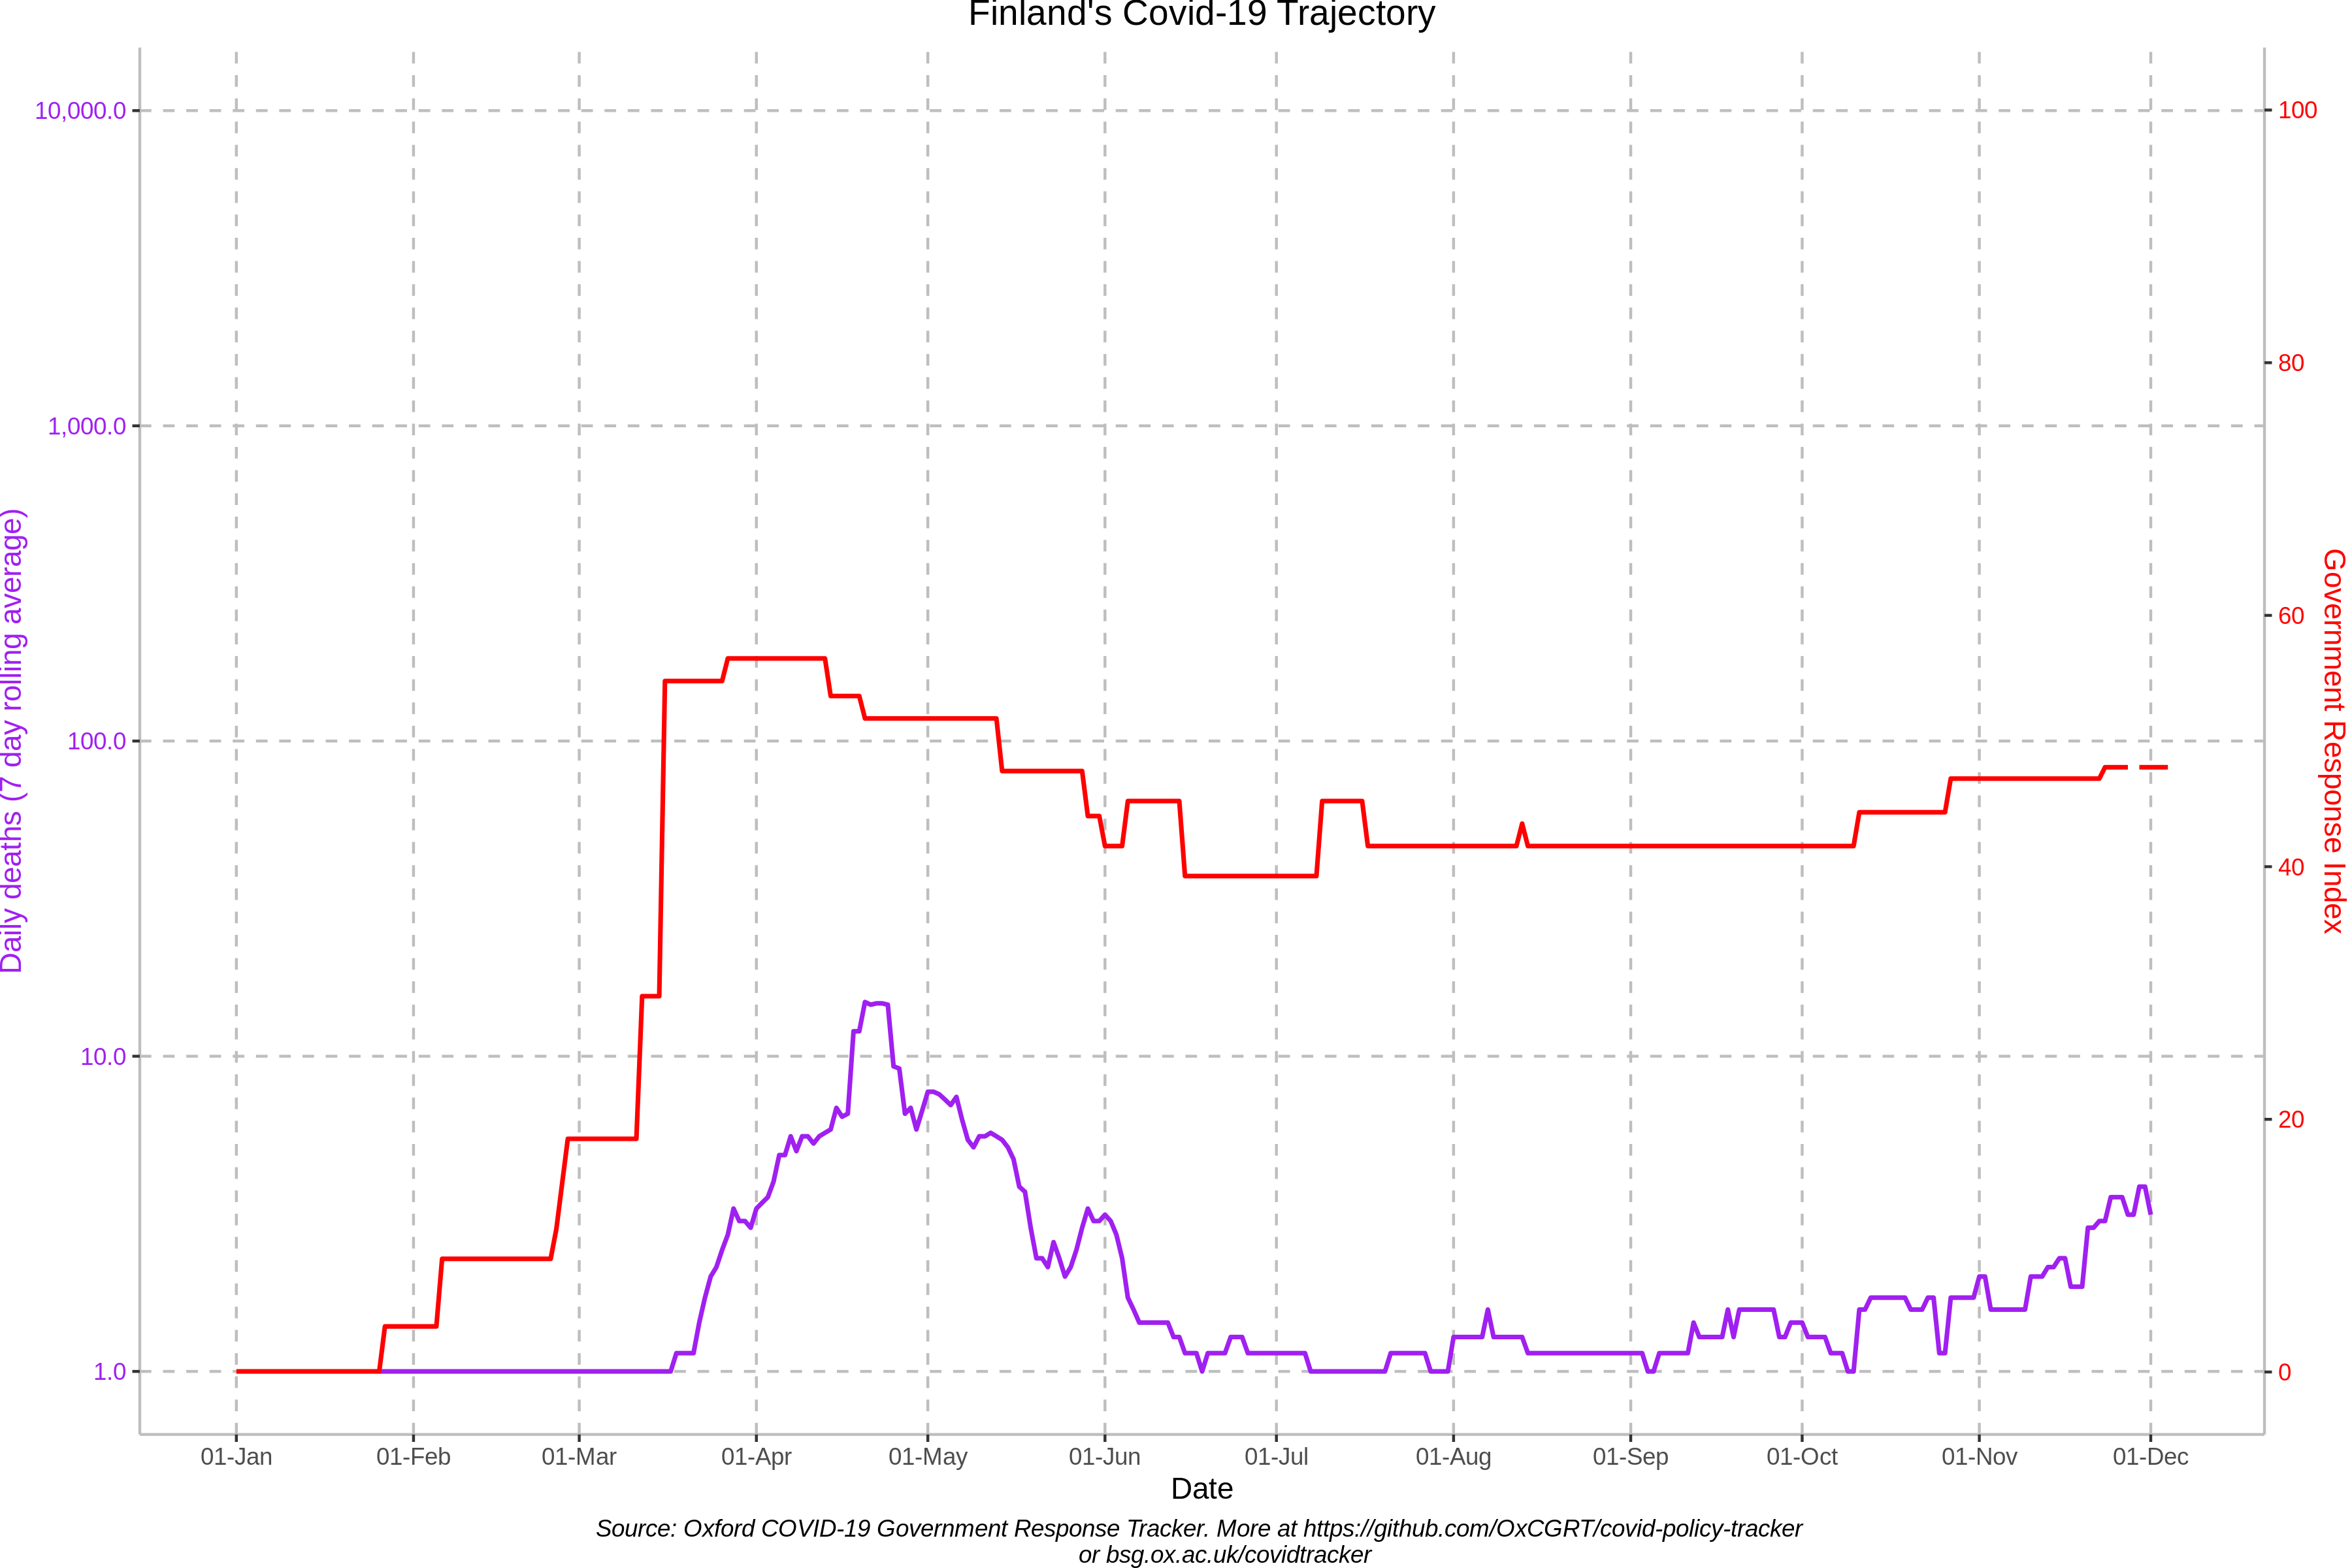 Finland's Covid-19 Trajectory
10,000.0
1,000.0
100.0
10.0
1.0
Daily deaths (7 day rolling average)
100
80
60
40
20
0
Government Response Index
01-Jan 01-Feb 01-Mar 01-Apr 01-May 01-Jun 01-Jul 01-Aug 01-Sep 01-Oct 01-Nov 01-Dec
Date
Source: Oxford COVID-19 Government Response Tracker. More at https://github.com/OxCGRT/covid-policy-tracker
or bsg.ox.ac.uk/covidtracker